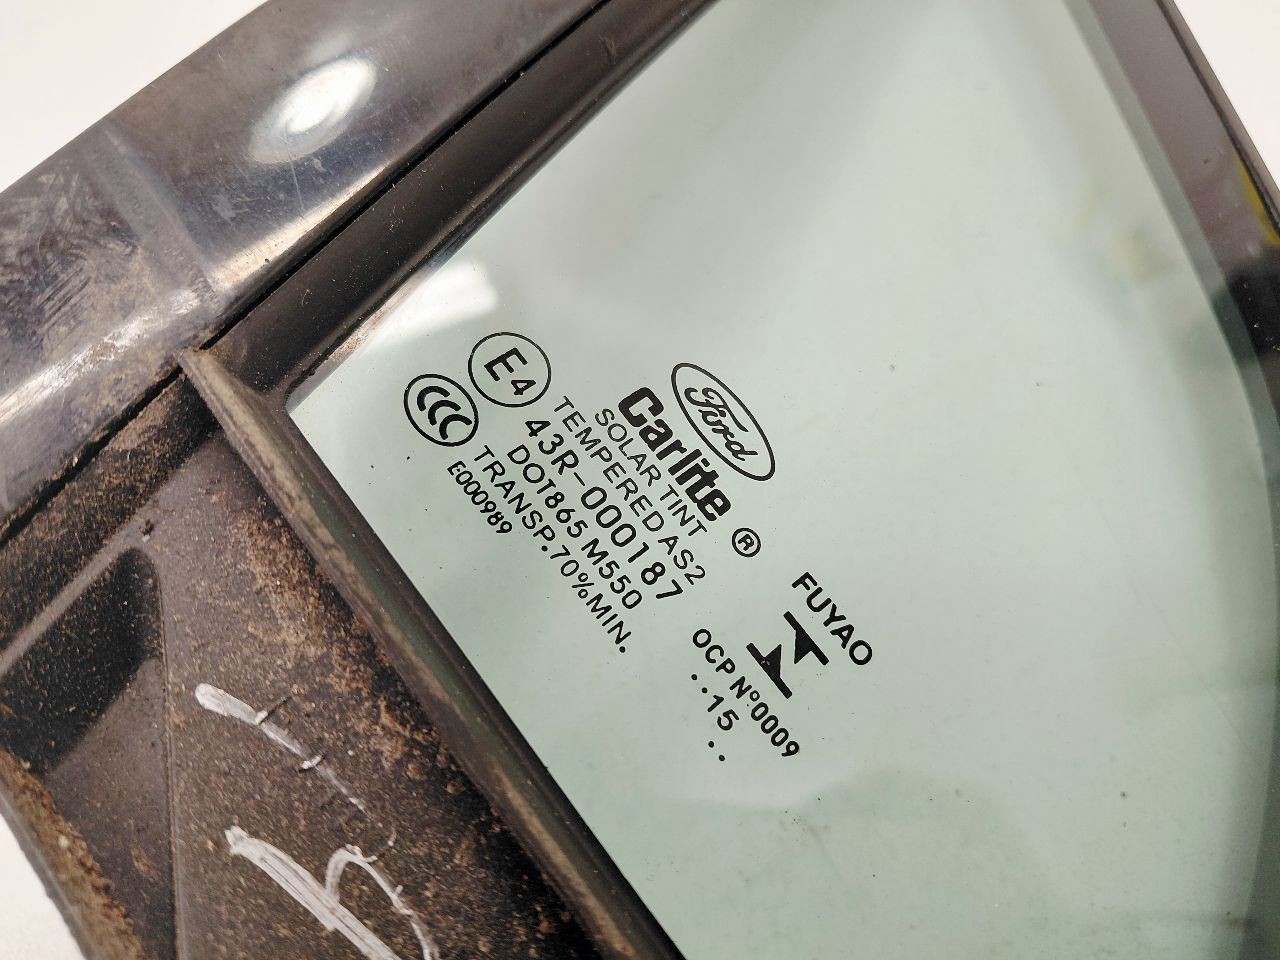 Ford
Carlite ®
SOLAR TINT
TEMPERED AS2
E4 43R-000187
CCC DOT865 M550
TRANSP.70%MIN.
E000989
FUYAO
OCP Nº0009
..15
..